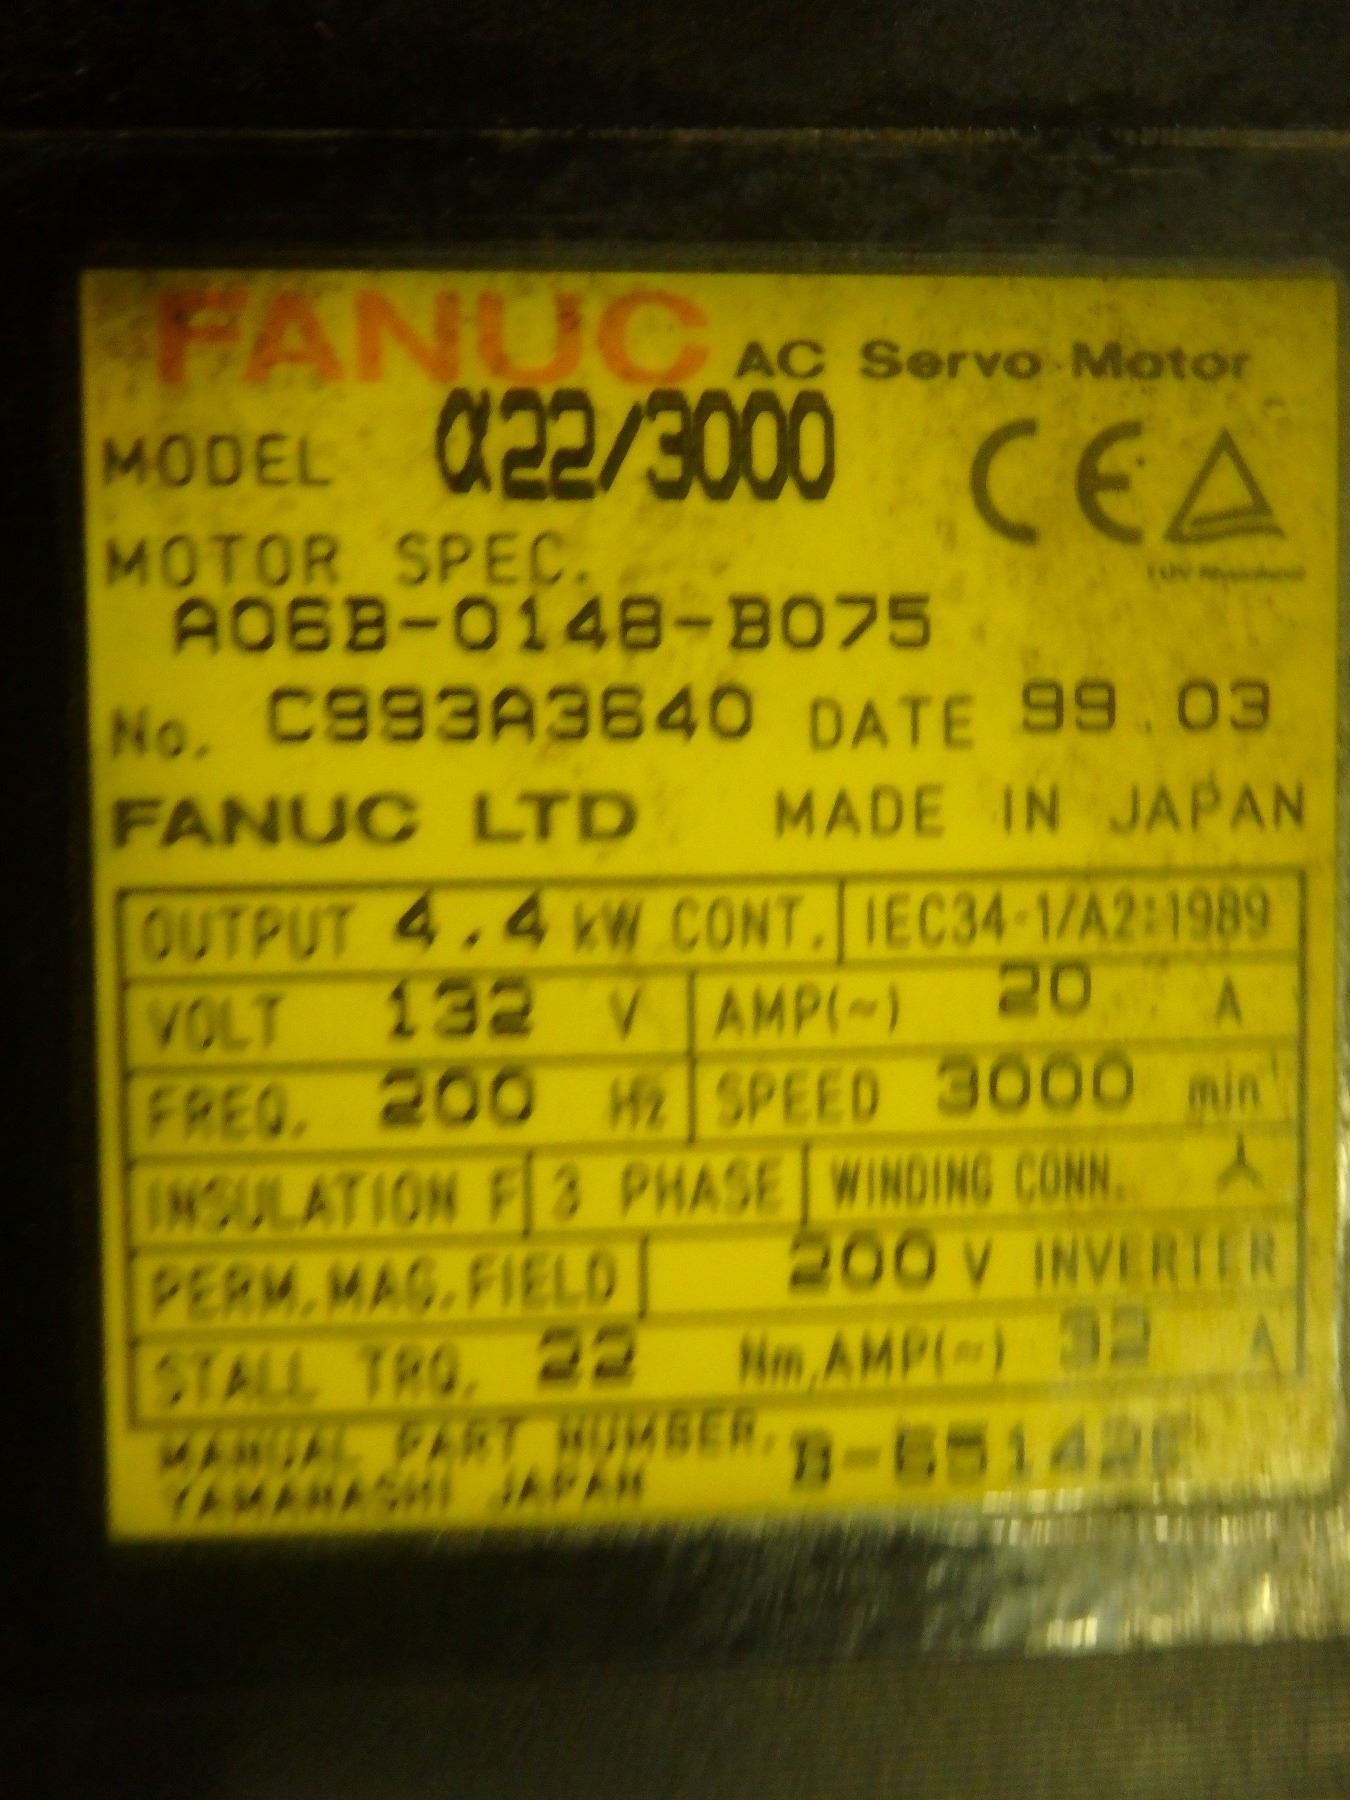 FANUC AC Servo Motor
MODEL α22/3000 CE
MOTOR SPEC.
A06B-0148-B075
No. C993A3640 DATE 99.03
FANUC LTD MADE IN JAPAN
OUTPUT 4.4 kW CONT. IEC34-1/A2:1989
VOLT 132 V AMP(~) 20 A
FREQ. 200 Hz SPEED 3000 min⁻¹
INSULATION F 3 PHASE WINDING CONN.
PERM.MAG.FIELD 200 V INVERTER
STALL TRQ. 22 Nm,AMP(~) 32 A
MANUAL PART NUMBER.
YAMANASHI JAPAN